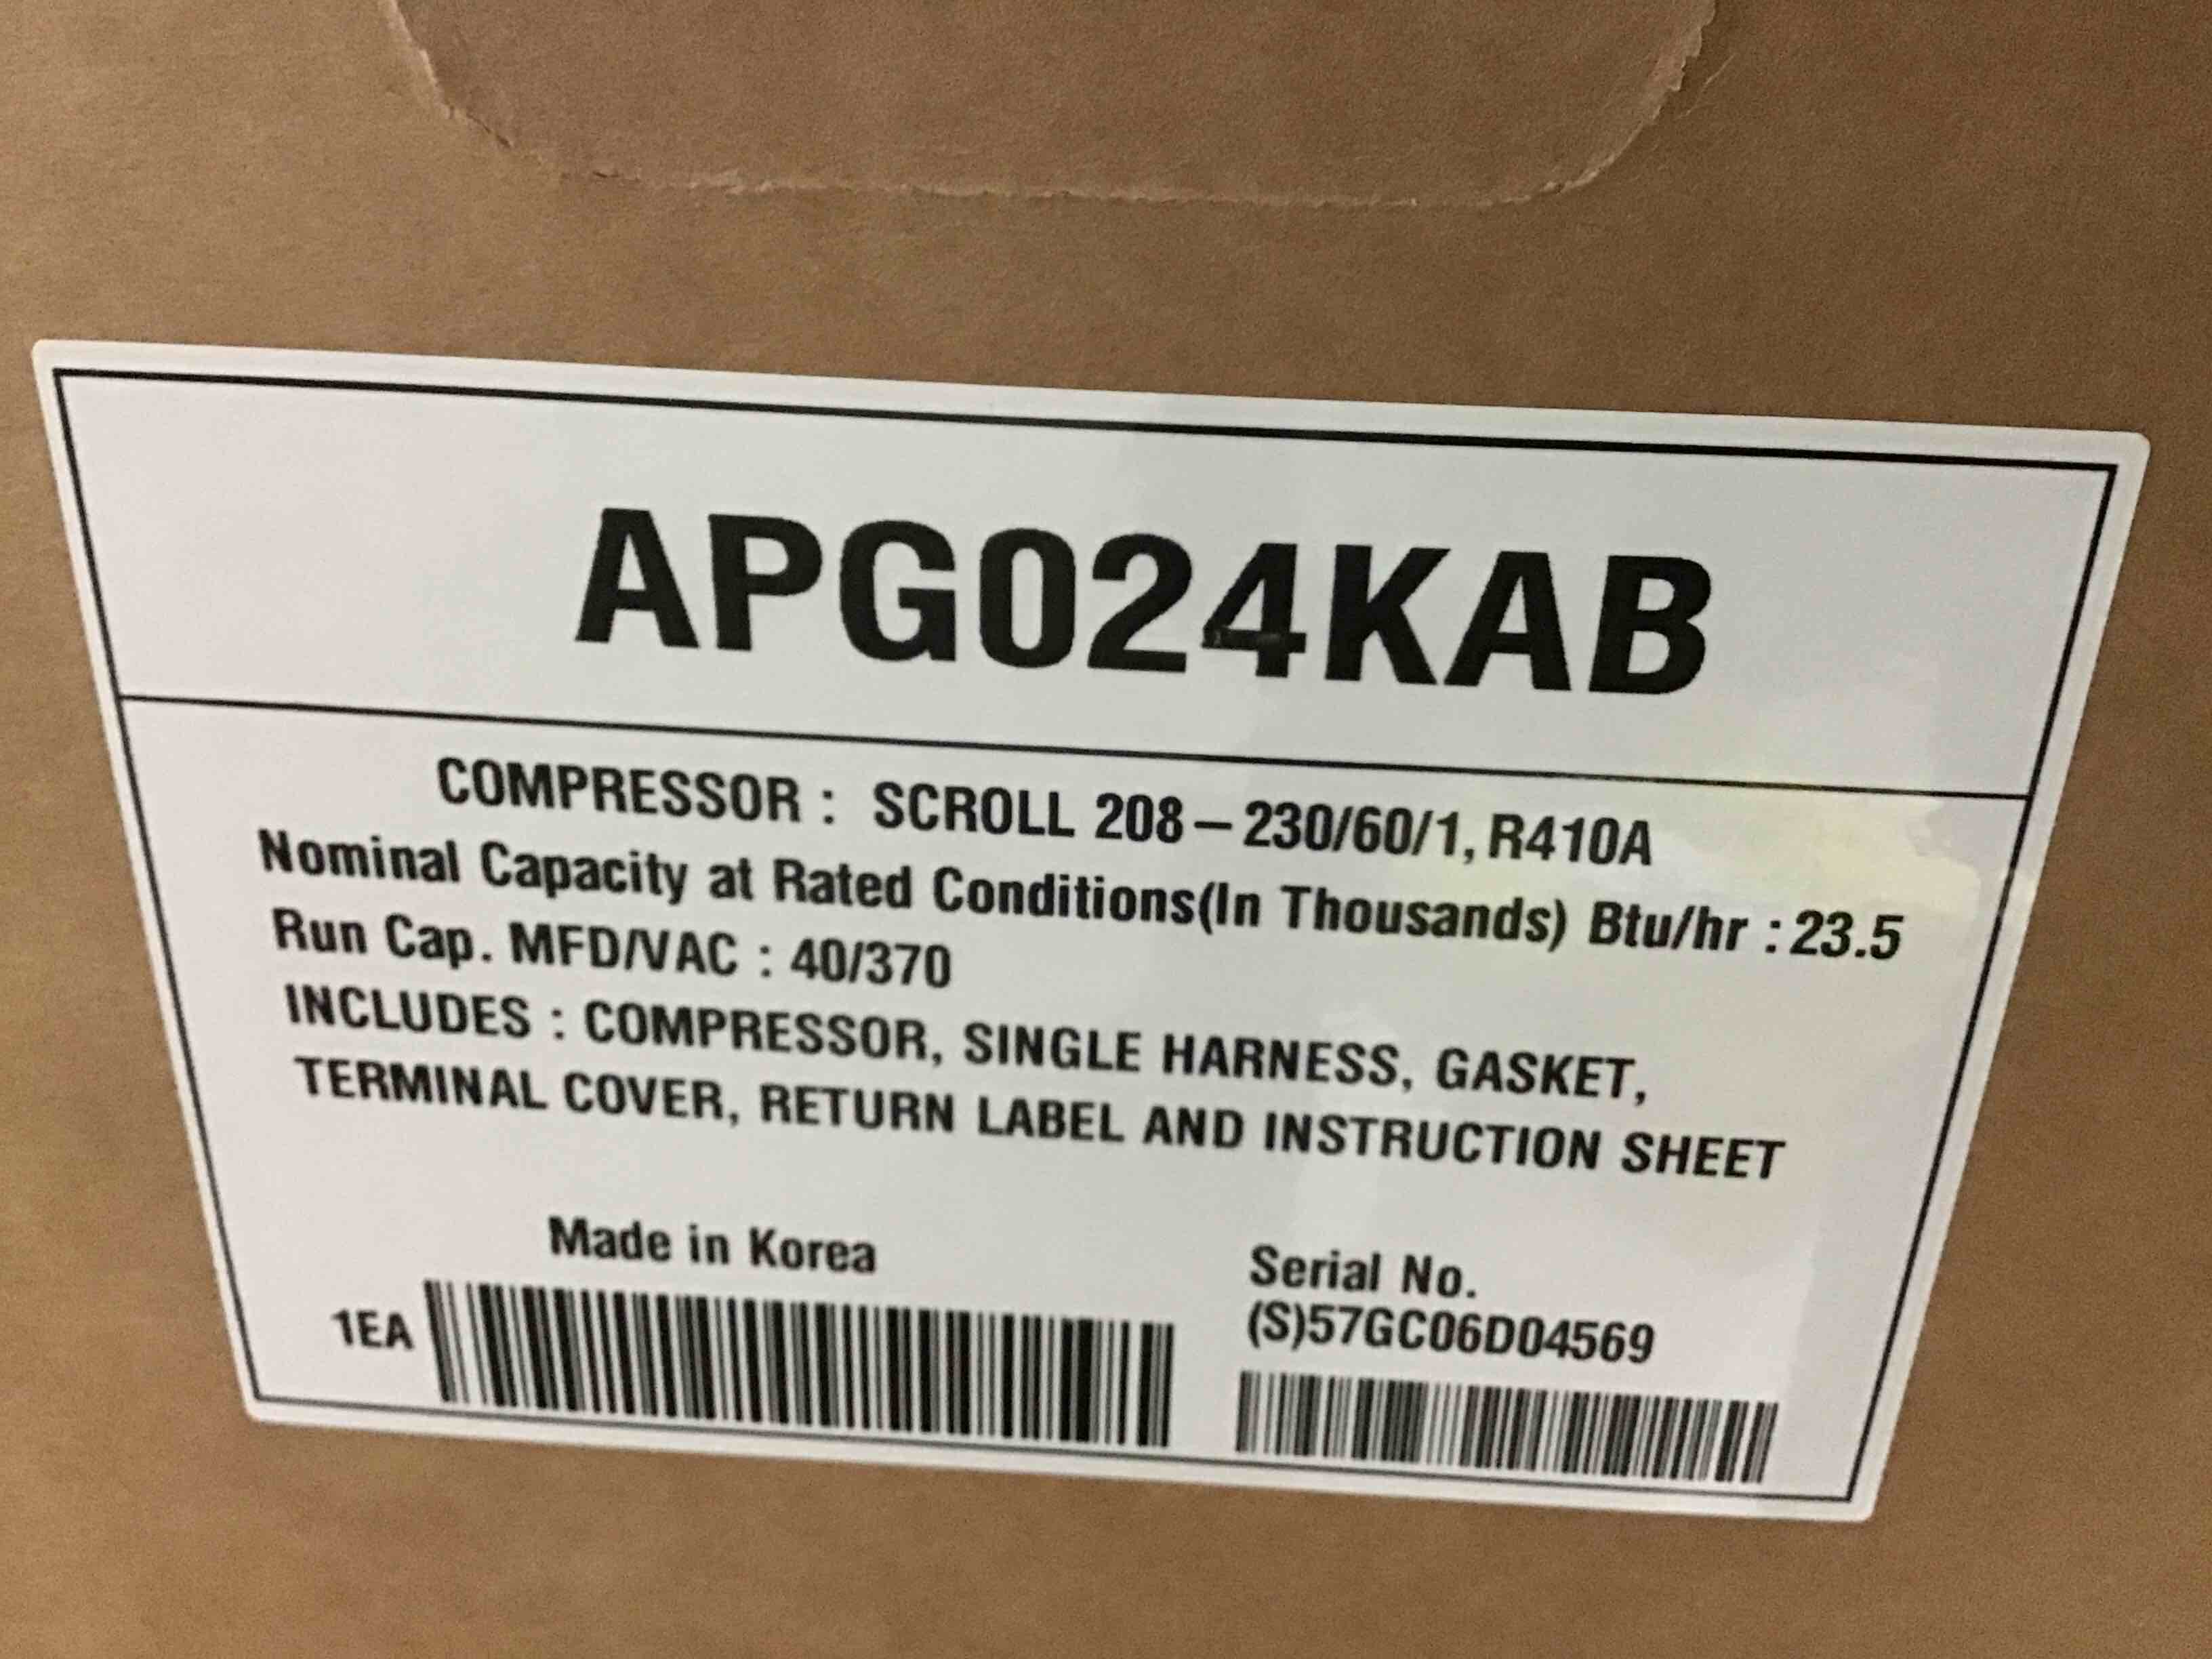 APG024KAB
COMPRESSOR : SCROLL 208-230/60/1, R410A
Nominal Capacity at Rated Conditions(In Thousands) Btu/hr : 23.5
Run Cap. MFD/VAC : 40/370
INCLUDES : COMPRESSOR, SINGLE HARNESS, GASKET,
TERMINAL COVER, RETURN LABEL AND INSTRUCTION SHEET
Made in Korea
1EA
Serial No.
(S)57GC06D04569